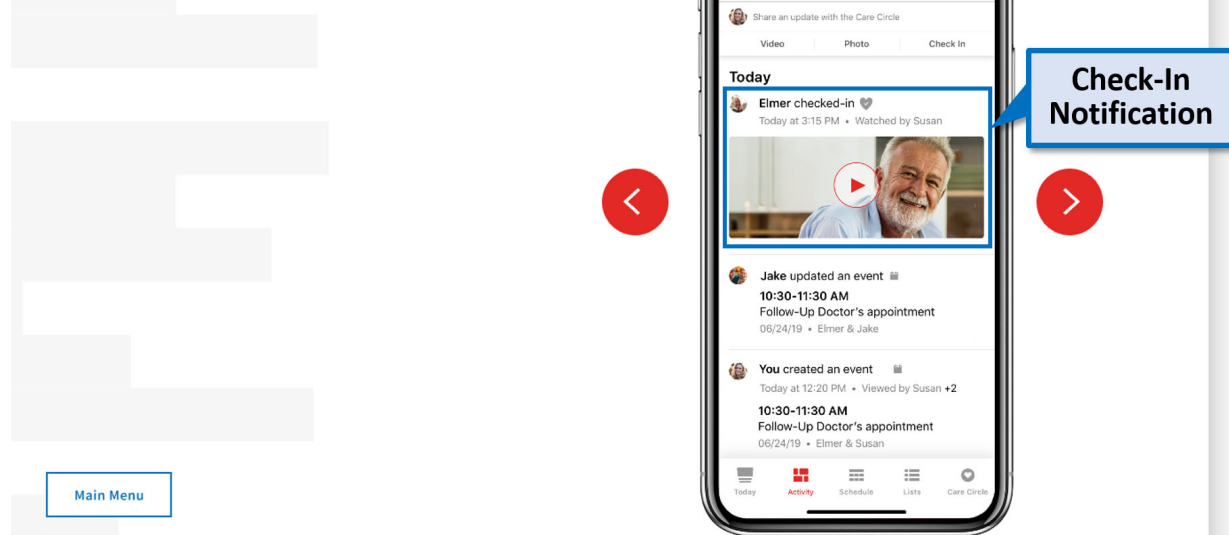 Share an update with the Care Circle
Video Photo Check In
Today
Elmer checked-in
Today at 3:15 PM • Watched by Susan
Check-In
Notification
Jake updated an event
10:30-11:30 AM
Follow-Up Doctor's appointment
06/24/19 • Elmer & Jake
You created an event
Today at 12:20 PM • Viewed by Susan +2
10:30-11:30 AM
Follow-Up Doctor's appointment
06/24/19 • Elmer & Susan
Today Activity Schedule Lists Care Circle
Main Menu